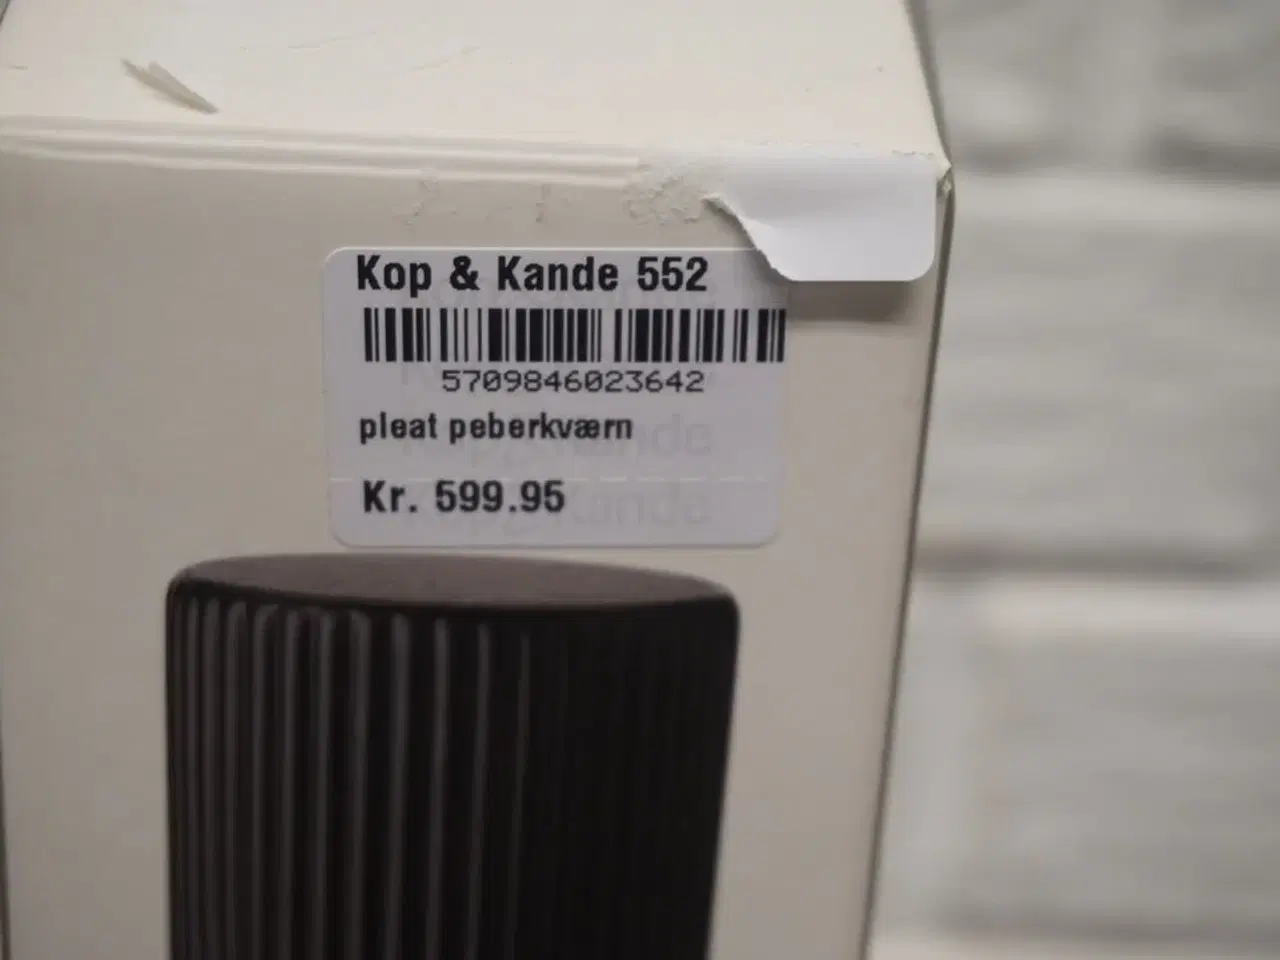 Kop & Kande 552
5709846023642
pleat peberkværn
Kr. 599.95